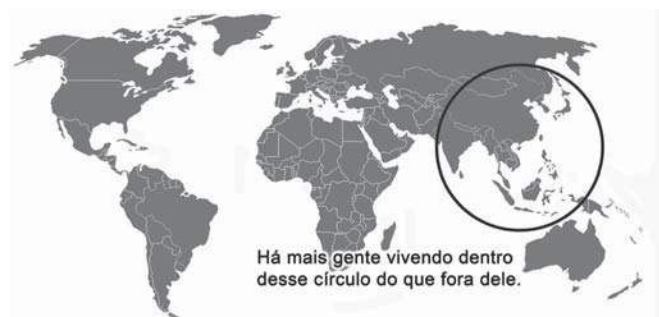 Há mais gente vivendo dentro
desse círculo do que fora dele.